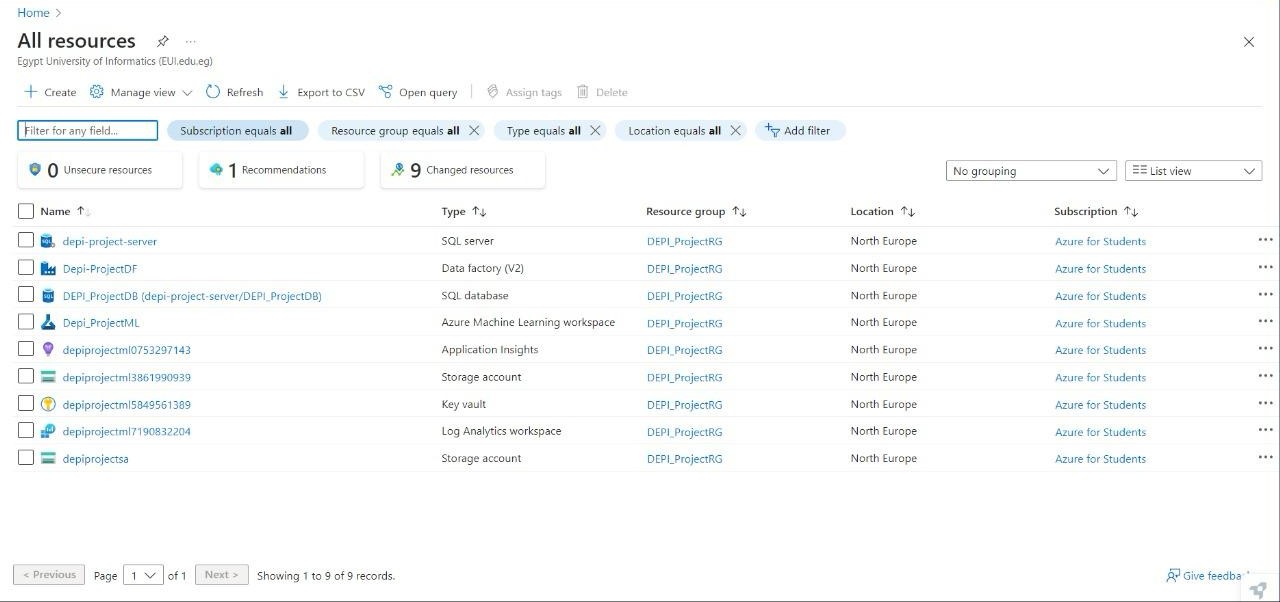 Home >
All resources ...
Egypt University of Informatics (EUI.edu.eg)
Create Manage view Refresh Export to CSV Open query Assign tags Delete
Filter for any field... Subscription equals all Resource group equals all Type equals all Location equals all Add filter
0 Unsecure resources 1 Recommendations 9 Changed resources No grouping List view
Name Type Resource group Location Subscription
depi-project-server SQL server DEPI_ProjectRG North Europe Azure for Students
Depi-ProjectDF Data factory (V2) DEPI_ProjectRG North Europe Azure for Students
DEPI_ProjectDB (depi-project-server/DEPI_ProjectDB) SQL database DEPI_ProjectRG North Europe Azure for Students
Depi_ProjectML Azure Machine Learning workspace DEPI_ProjectRG North Europe Azure for Students
depiprojectml0753297143 Application Insights DEPI_ProjectRG North Europe Azure for Students
depiprojectml3861990939 Storage account DEPI_ProjectRG North Europe Azure for Students
depiprojectml5849561389 Key vault DEPI_ProjectRG North Europe Azure for Students
depiprojectml7190832204 Log Analytics workspace DEPI_ProjectRG North Europe Azure for Students
depiprojectsa Storage account DEPI_ProjectRG North Europe Azure for Students
< Previous Page 1 of 1 Next > Showing 1 to 9 of 9 records. Give